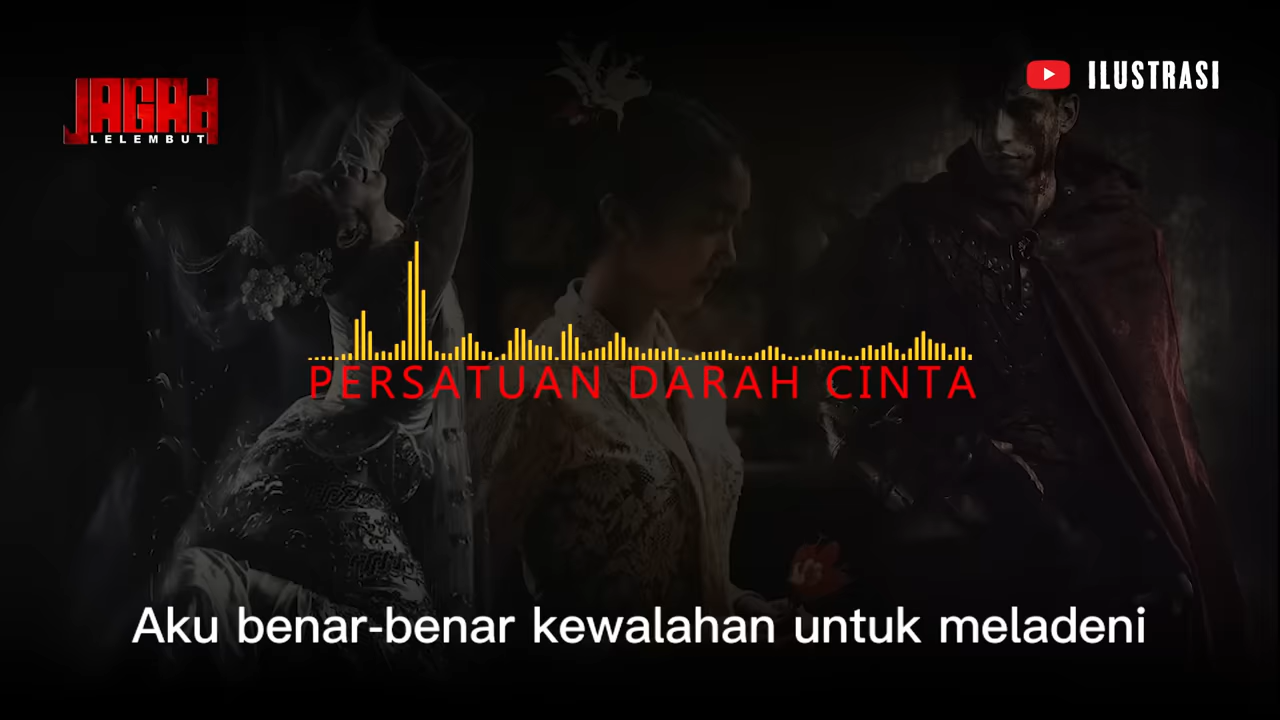 JAGAd
LELEMBUT
ILUSTRASI
PERSATUAN DARAH CINTA
Aku benar-benar kewalahan untuk meladeni